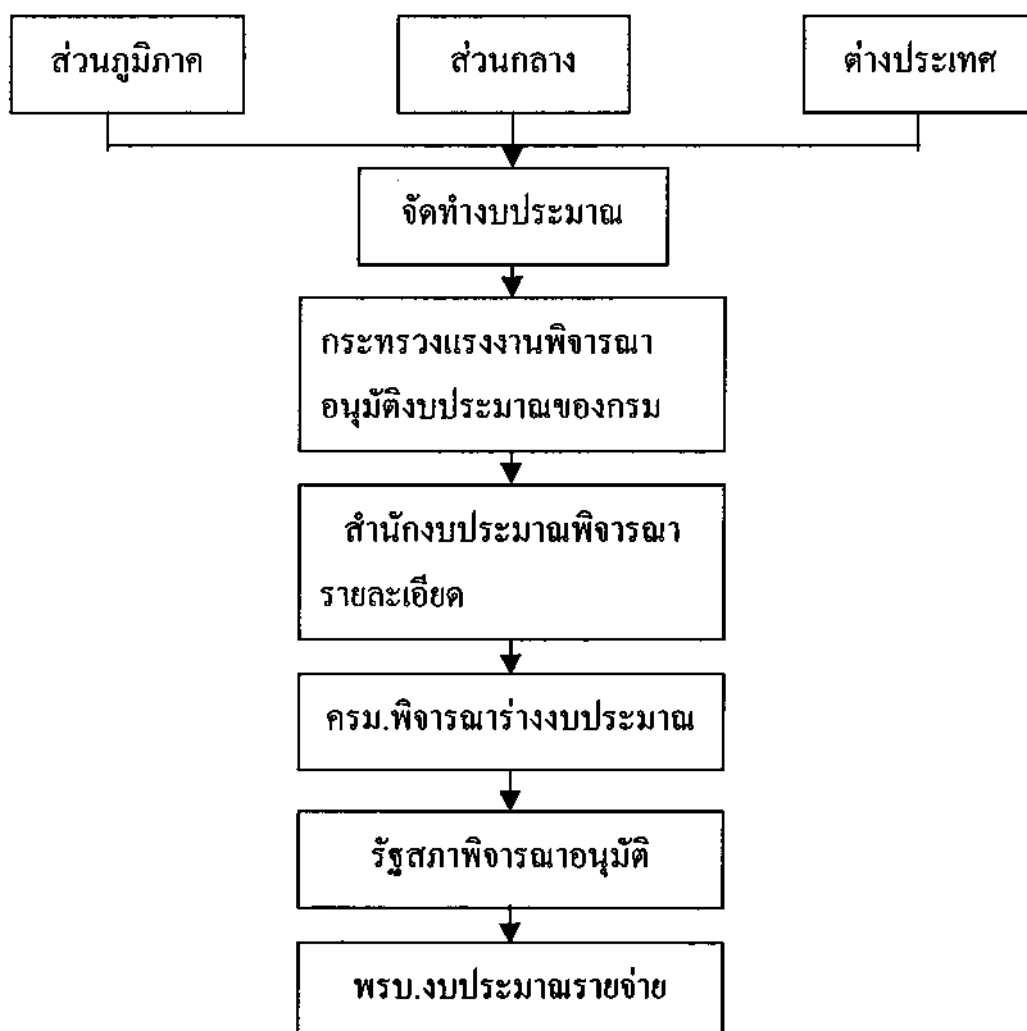 ส่วนภูมิภาค
ส่วนกลาง
ต่างประเทศ
จัดทำงบประมาณ
กระทรวงแรงงานพิจารณา
อนุมัติงบประมาณของกรม
สำนักงบประมาณพิจารณา
รายละเอียด
ครม.พิจารณาร่างงบประมาณ
รัฐสภาพิจารณาอนุมัติ
พรบ.งบประมาณรายจ่าย